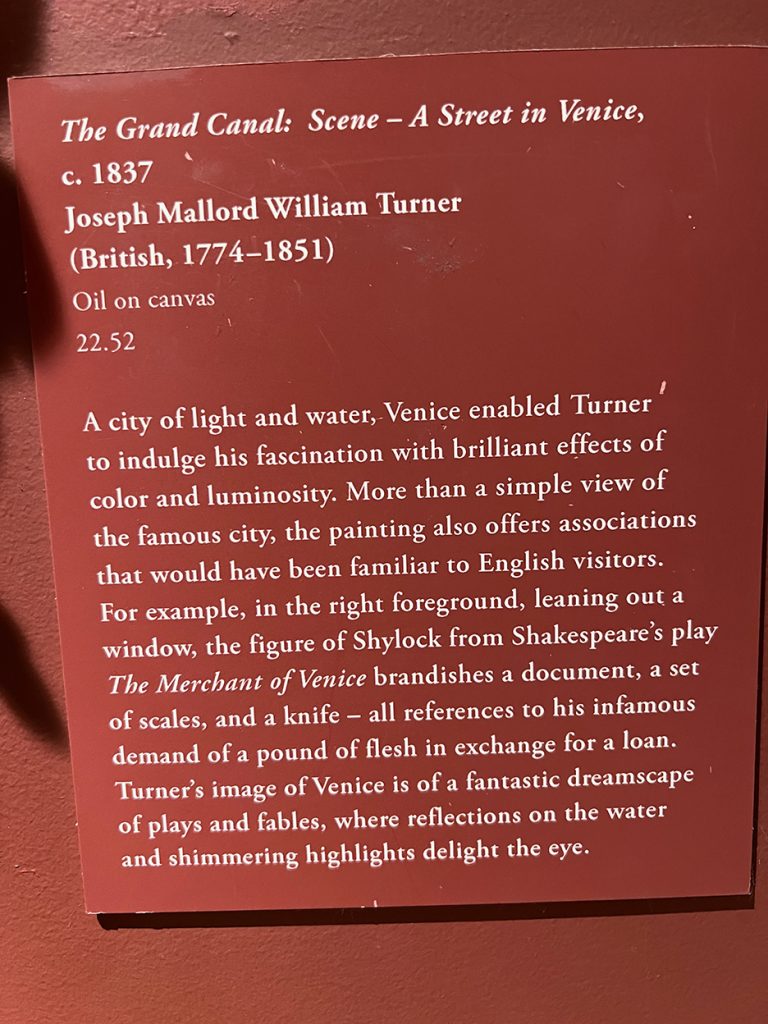 The Grand Canal: Scene – A Street in Venice,
c. 1837
Joseph Mallord William Turner
(British, 1774–1851)
Oil on canvas
22.52
A city of light and water, Venice enabled Turner
to indulge his fascination with brilliant effects of
color and luminosity. More than a simple view of
the famous city, the painting also offers associations
that would have been familiar to English visitors.
For example, in the right foreground, leaning out a
window, the figure of Shylock from Shakespeare's play
The Merchant of Venice brandishes a document, a set
of scales, and a knife – all references to his infamous
demand of a pound of flesh in exchange for a loan.
Turner's image of Venice is of a fantastic dreamscape
of plays and fables, where reflections on the water
and shimmering highlights delight the eye.